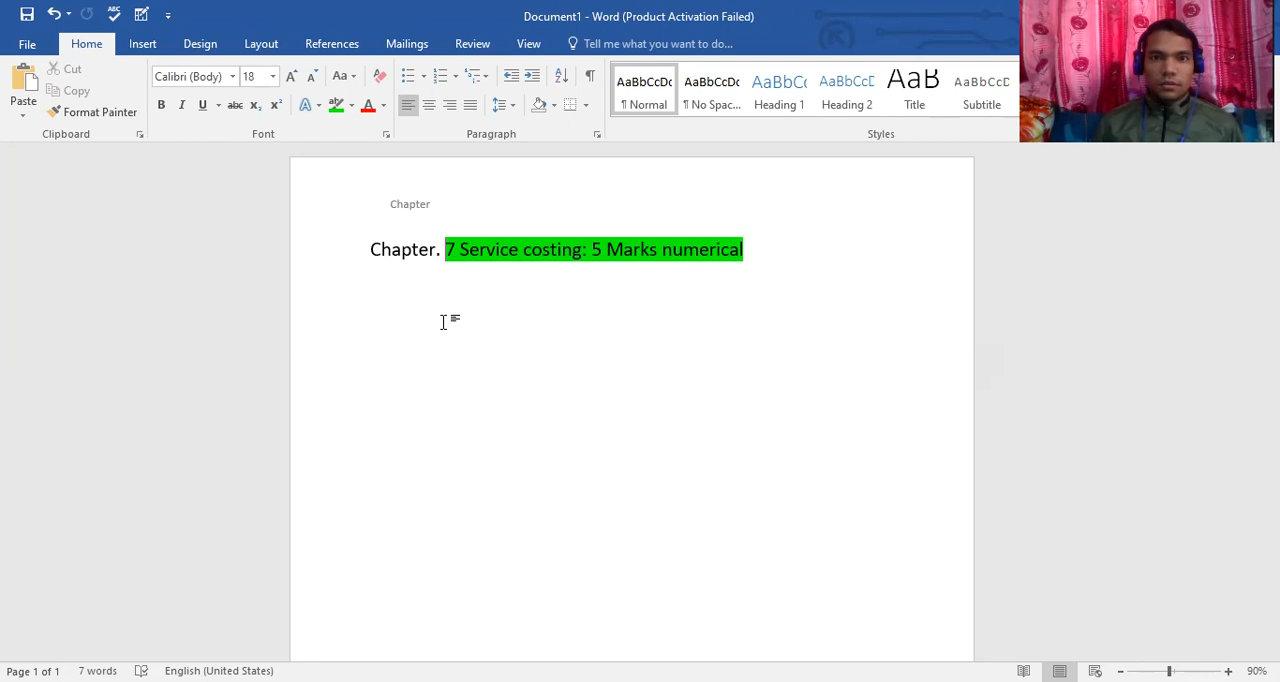 Document1 - Word (Product Activation Failed)
File Home Insert Design Layout References Mailings Review View Tell me what you want to do...
Paste
Cut
Copy
Format Painter
Clipboard
Calibri (Body) 18
Font
Paragraph
AaBbCcDc AaBbCcDc AaBbCc AaBbCcD AaB AaBbCcD
¶ Normal ¶ No Spac... Heading 1 Heading 2 Title Subtitle
Styles
Chapter
Chapter. 7 Service costing: 5 Marks numerical
Page 1 of 1 7 words English (United States) 90%